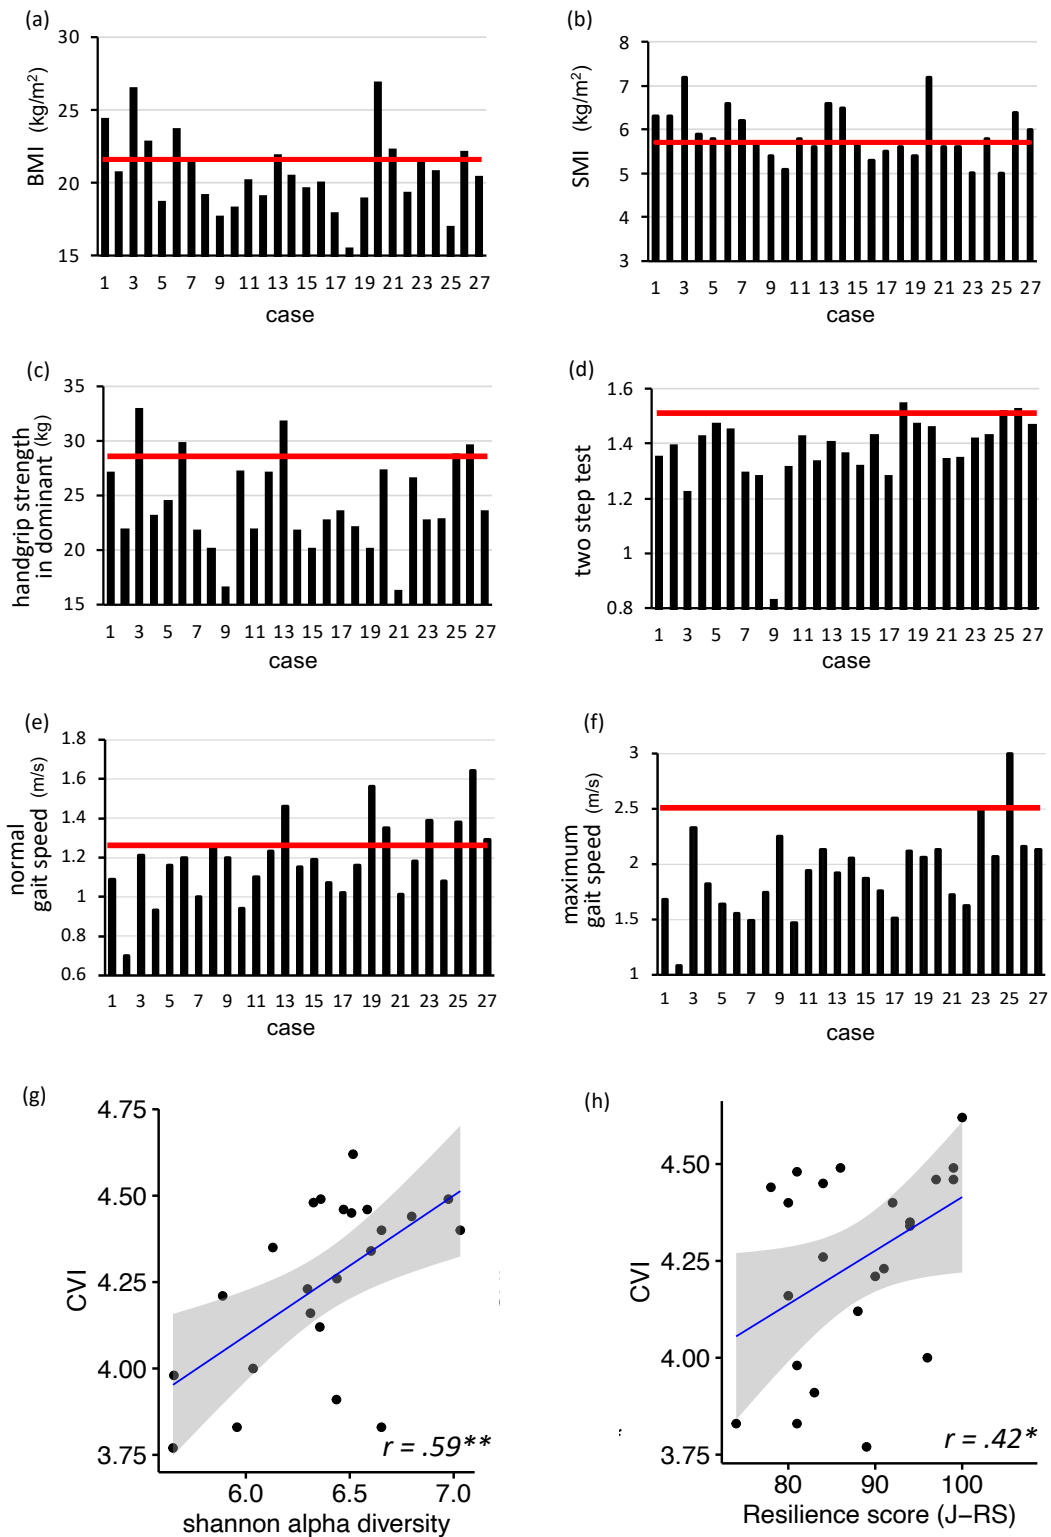 (a)
30
25
20
15
BMI (kg/m²)
1 3 5 7 9 11 13 15 17 19 21 23 25 27
case
(b)
8
7
6
5
4
3
SMI (kg/m²)
1 3 5 7 9 11 13 15 17 19 21 23 25 27
case
(c)
35
30
25
20
15
handgrip strength
in dominant (kg)
1 3 5 7 9 11 13 15 17 19 21 23 25 27
case
(d)
1.6
1.4
1.2
1
0.8
two step test
1 3 5 7 9 11 13 15 17 19 21 23 25 27
case
(e)
1.8
1.6
1.4
1.2
1
0.8
0.6
normal
gait speed (m/s)
1 3 5 7 9 11 13 15 17 19 21 23 25 27
case
(f)
3
2.5
2
1.5
1
maximum
gait speed (m/s)
1 3 5 7 9 11 13 15 17 19 21 23 25 27
case
(g)
4.75
4.50
4.25
4.00
3.75
CVI
r = .59**
6.0 6.5 7.0
shannon alpha diversity
(h)
4.50
4.25
4.00
3.75
CVI
r = .42*
80 90 100
Resilience score (J−RS)